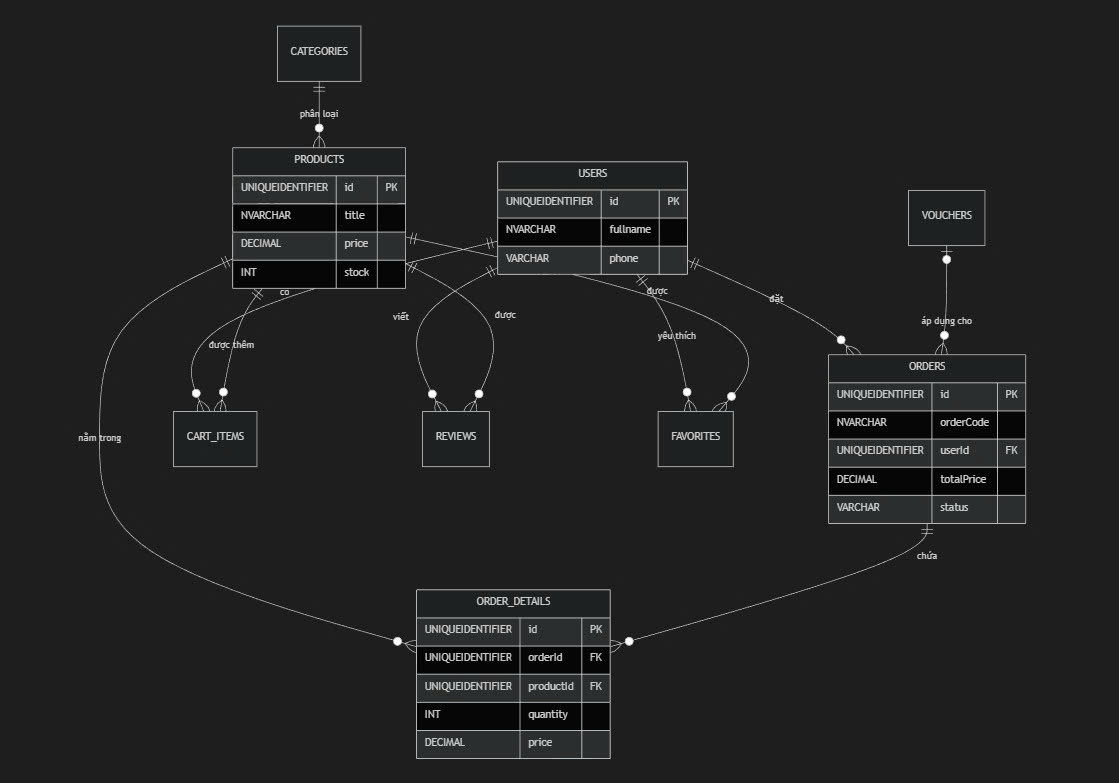 CATEGORIES
phân loại
PRODUCTS
UNIQUEIDENTIFIER id PK
NVARCHAR title
DECIMAL price
INT stock
USERS
UNIQUEIDENTIFIER id PK
NVARCHAR fullname
VARCHAR phone
VOUCHERS
có
được
đặt
viết
được
áp dụng cho
được thêm
yêu thích
ORDERS
UNIQUEIDENTIFIER id PK
NVARCHAR orderCode
UNIQUEIDENTIFIER userId FK
DECIMAL totalPrice
VARCHAR status
CART_ITEMS
REVIEWS
FAVORITES
nằm trong
chứa
ORDER_DETAILS
UNIQUEIDENTIFIER id PK
UNIQUEIDENTIFIER orderId FK
UNIQUEIDENTIFIER productId FK
INT quantity
DECIMAL price